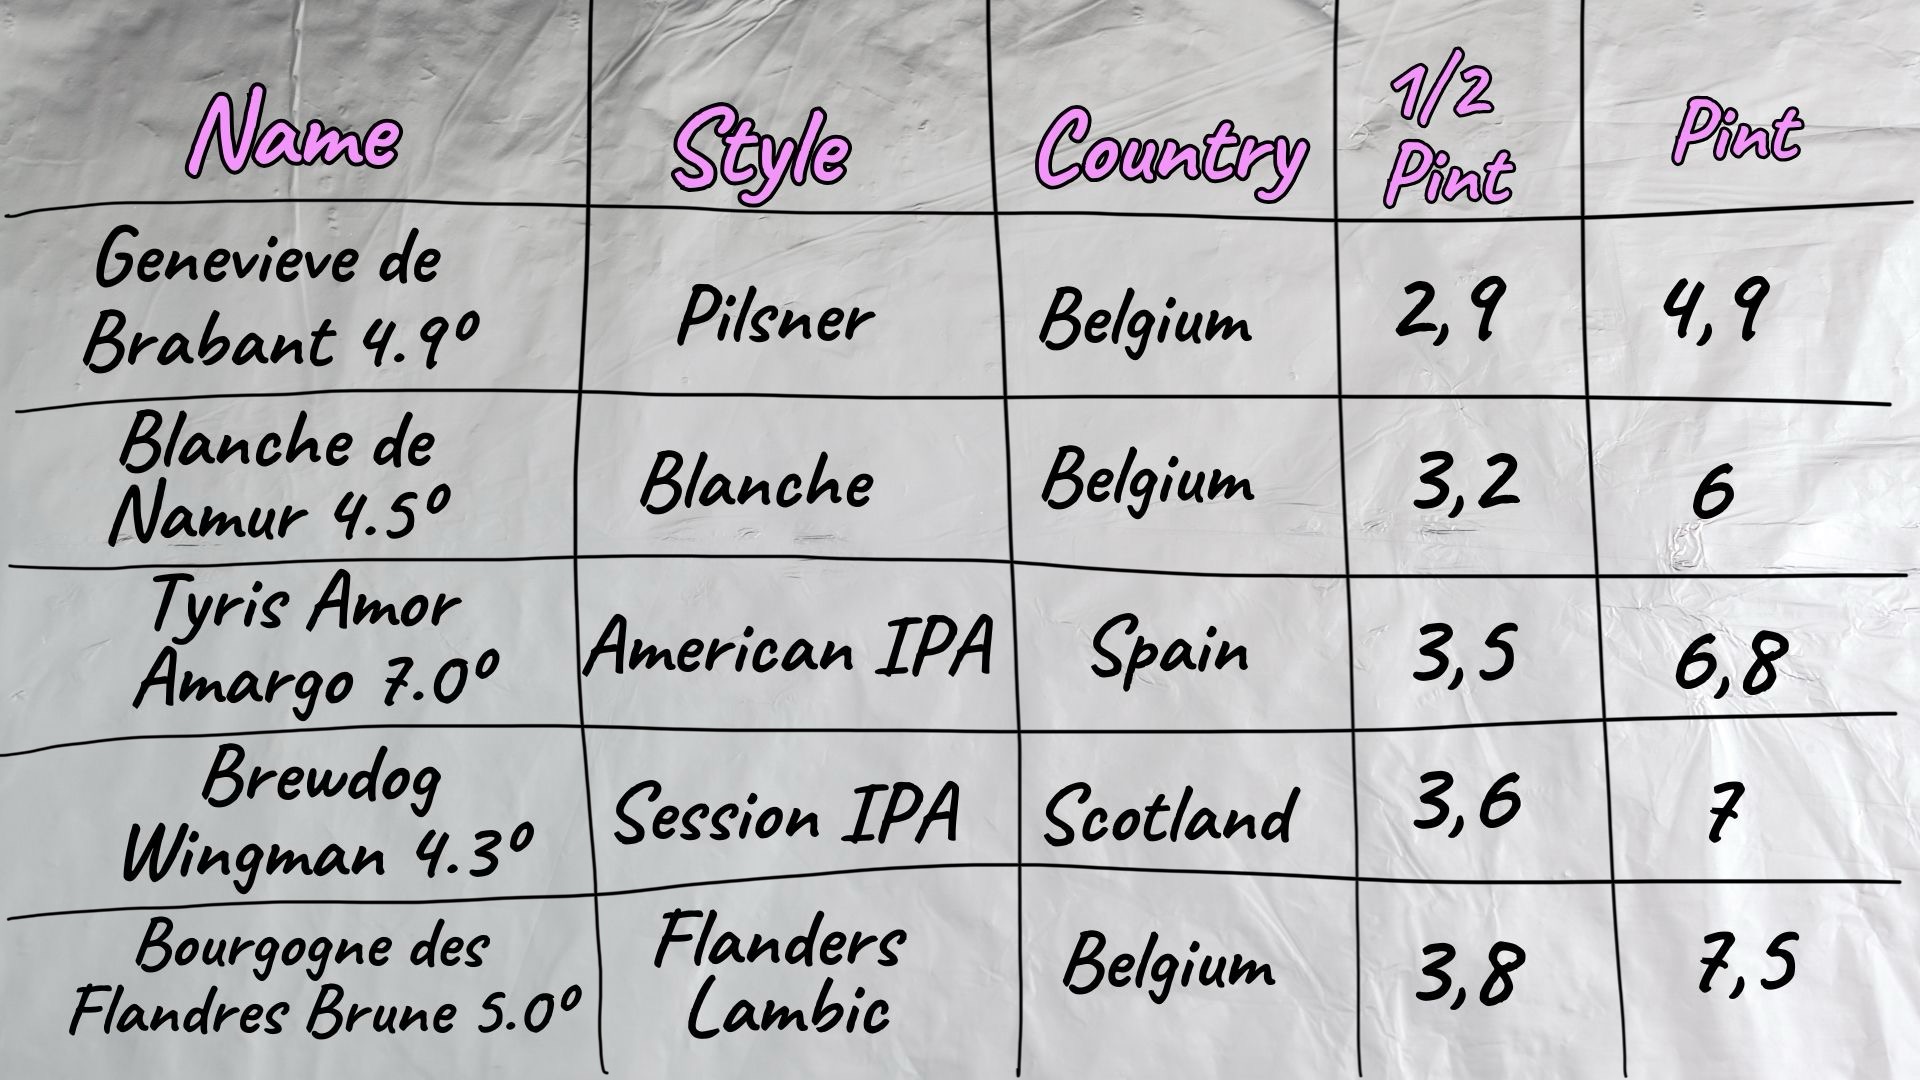 Name Style Country 1/2 Pint Pint
Genevieve de
Brabant 4.9º Pilsner Belgium 2,9 4,9
Blanche de
Namur 4.5º Blanche Belgium 3,2 6
Tyris Amor
Amargo 7.0º American IPA Spain 3,5 6,8
Brewdog
Wingman 4.3º Session IPA Scotland 3,6 7
Bourgogne des
Flandres Brune 5.0º Flanders
Lambic Belgium 3,8 7,5